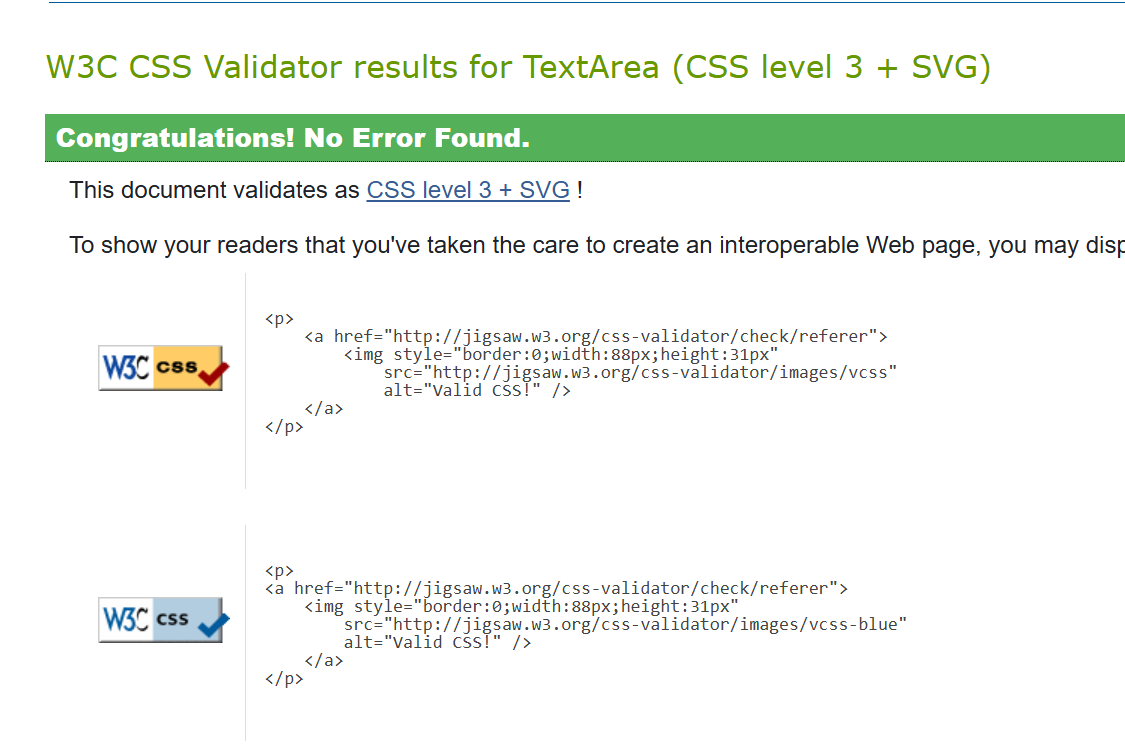 W3C CSS Validator results for TextArea (CSS level 3 + SVG)
Congratulations! No Error Found.
This document validates as CSS level 3 + SVG !
To show your readers that you've taken the care to create an interoperable Web page, you may disp
<p>
<a href="http://jigsaw.w3.org/css-validator/check/referer">
<img style="border:0;width:88px;height:31px"
W3C css
src="http://jigsaw.w3.org/css-validator/images/vcss"
alt="Valid CSS!" />
</a>
</p>
<p>
<a href="http://jigsaw.w3.org/css-validator/check/referer">
<img style="border:0;width:88px;height:31px"
W3C css
src="http://jigsaw.w3.org/css-validator/images/vcss-blue"
alt="Valid CSS!" />
</a>
</p>